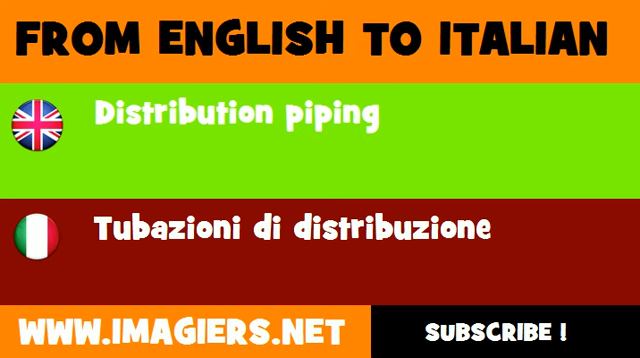 FROM ENGLISH TO ITALIAN
Distribution piping
Tubazioni di distribuzione
WWW.IMAGIERS.NET
SUBSCRIBE !